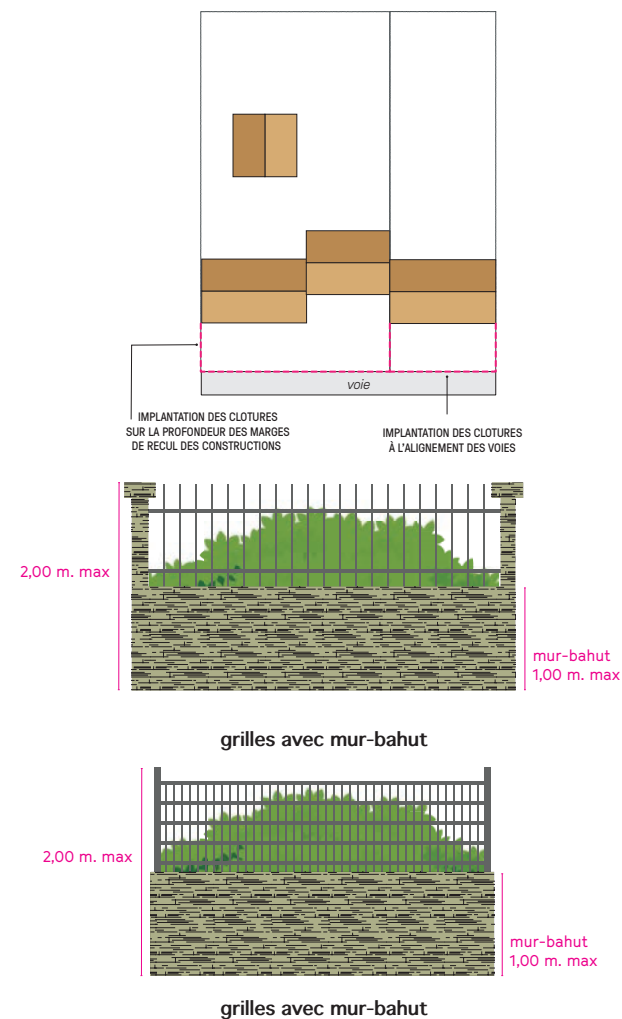 voie
IMPLANTATION DES CLOTURES
SUR LA PROFONDEUR DES MARGES
DE RECUL DES CONSTRUCTIONS
IMPLANTATION DES CLOTURES
À L'ALIGNEMENT DES VOIES
2,00 m. max
mur-bahut
1,00 m. max
grilles avec mur-bahut
2,00 m. max
mur-bahut
1,00 m. max
grilles avec mur-bahut